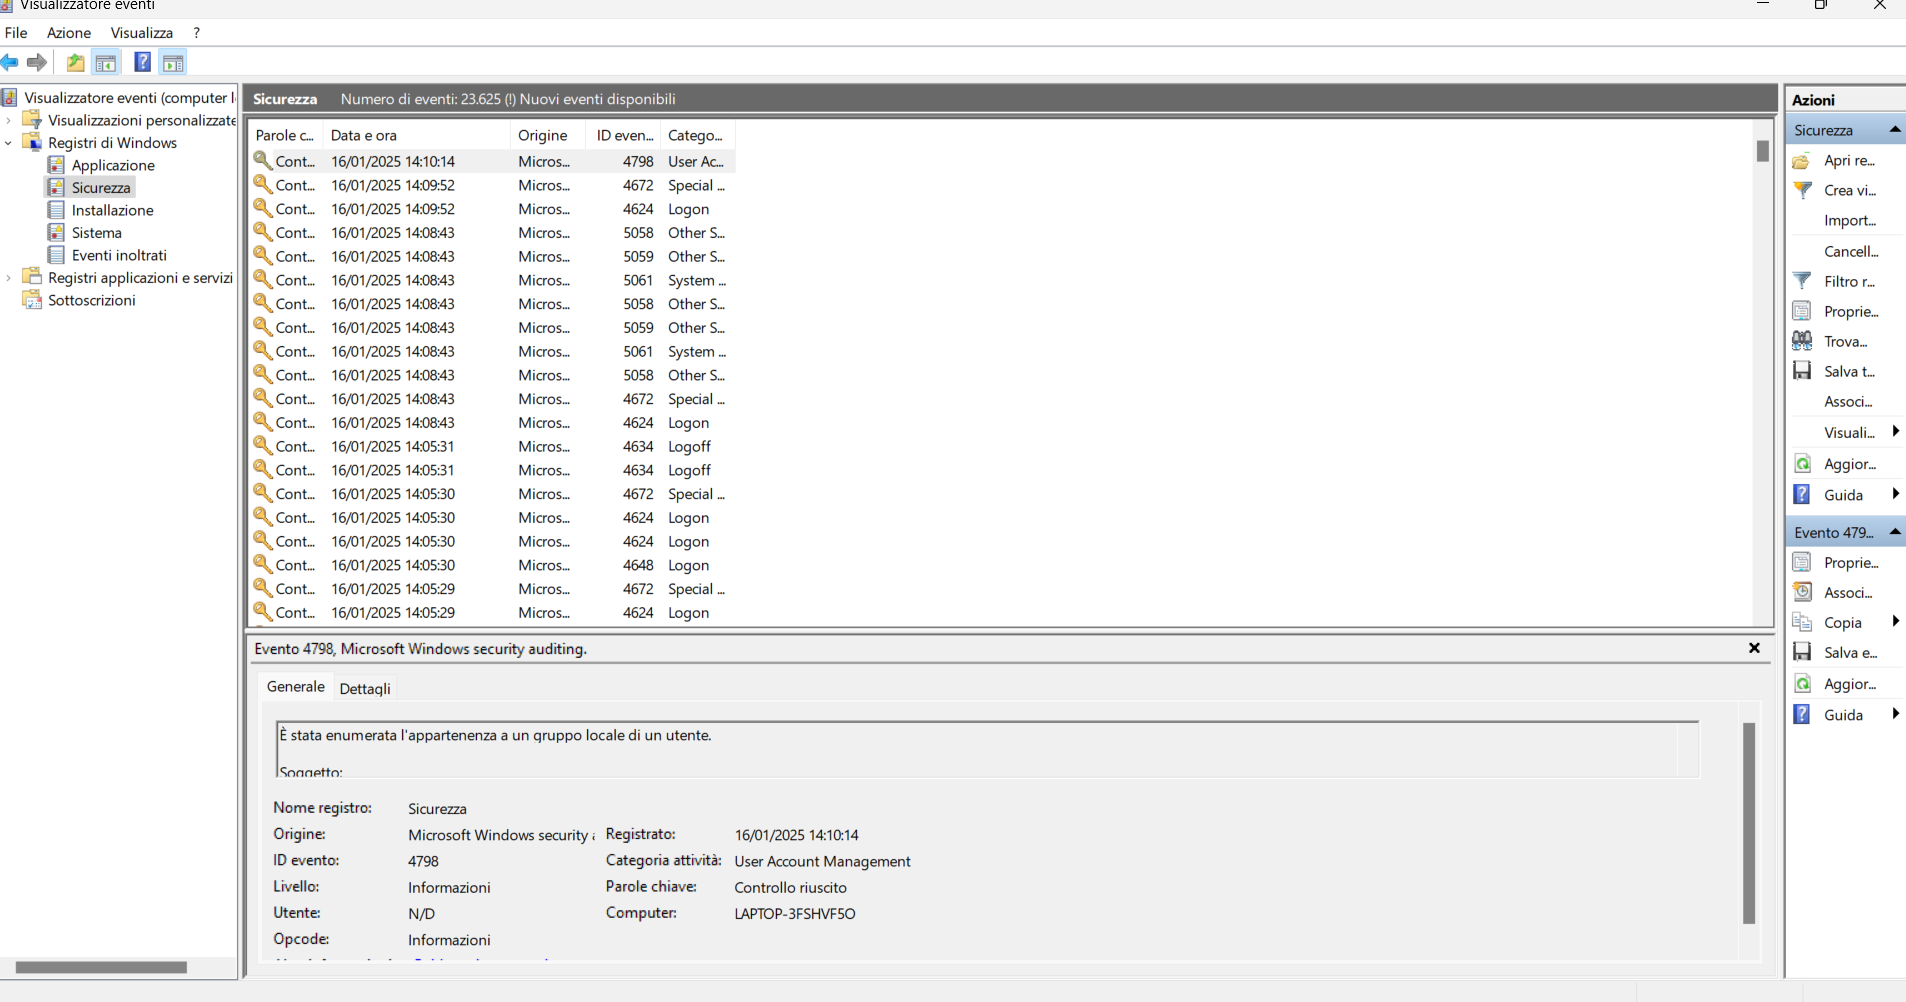 Visualizzatore eventi
File Azione Visualizza ?
Visualizzatore eventi (computer l
Visualizzazioni personalizzate
Registri di Windows
Applicazione
Sicurezza
Installazione
Sistema
Eventi inoltrati
Registri applicazioni e servizi
Sottoscrizioni
Sicurezza Numero di eventi: 23.625 (!) Nuovi eventi disponibili
Parole c... Data e ora Origine ID even... Catego...
Cont... 16/01/2025 14:10:14 Micros... 4798 User Ac...
Cont... 16/01/2025 14:09:52 Micros... 4672 Special ...
Cont... 16/01/2025 14:09:52 Micros... 4624 Logon
Cont... 16/01/2025 14:08:43 Micros... 5058 Other S...
Cont... 16/01/2025 14:08:43 Micros... 5059 Other S...
Cont... 16/01/2025 14:08:43 Micros... 5061 System ...
Cont... 16/01/2025 14:08:43 Micros... 5058 Other S...
Cont... 16/01/2025 14:08:43 Micros... 5059 Other S...
Cont... 16/01/2025 14:08:43 Micros... 5061 System ...
Cont... 16/01/2025 14:08:43 Micros... 5058 Other S...
Cont... 16/01/2025 14:08:43 Micros... 4672 Special ...
Cont... 16/01/2025 14:08:43 Micros... 4624 Logon
Cont... 16/01/2025 14:05:31 Micros... 4634 Logoff
Cont... 16/01/2025 14:05:31 Micros... 4634 Logoff
Cont... 16/01/2025 14:05:30 Micros... 4672 Special ...
Cont... 16/01/2025 14:05:30 Micros... 4624 Logon
Cont... 16/01/2025 14:05:30 Micros... 4624 Logon
Cont... 16/01/2025 14:05:30 Micros... 4648 Logon
Cont... 16/01/2025 14:05:29 Micros... 4672 Special ...
Cont... 16/01/2025 14:05:29 Micros... 4624 Logon
Evento 4798, Microsoft Windows security auditing.
Generale Dettagli
È stata enumerata l'appartenenza a un gruppo locale di un utente.
Soggetto:
Nome registro: Sicurezza
Origine: Microsoft Windows security Registrato: 16/01/2025 14:10:14
ID evento: 4798 Categoria attività: User Account Management
Livello: Informazioni Parole chiave: Controllo riuscito
Utente: N/D Computer: LAPTOP-3FSHVF5O
Opcode: Informazioni
Azioni
Sicurezza
Apri re...
Crea vi...
Import...
Cancell...
Filtro r...
Proprie...
Trova...
Salva t...
Associ...
Visuali...
Aggior...
Guida
Evento 479...
Proprie...
Associ...
Copia
Salva e...
Aggior...
Guida